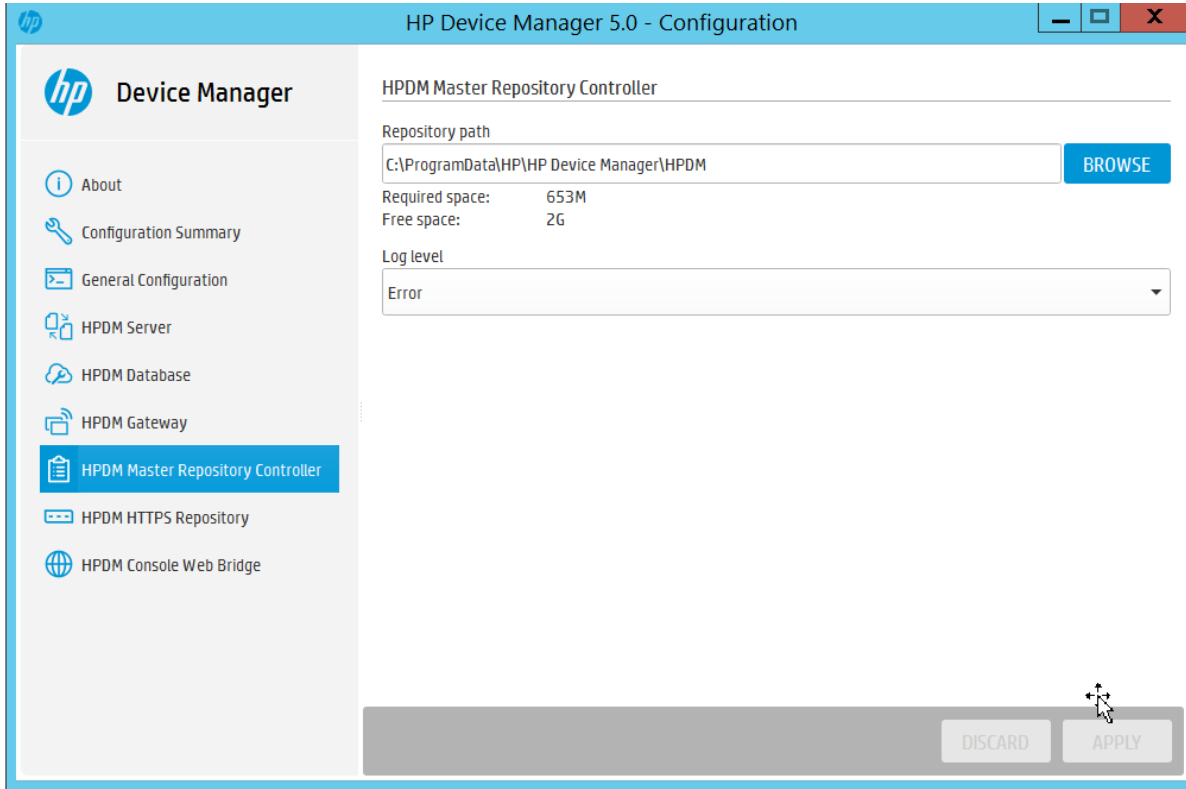 hp
HP Device Manager 5.0 - Configuration
X
hp
Device Manager
About
Configuration Summary
General Configuration
HPDM Server
HPDM Database
HPDM Gateway
HPDM Master Repository Controller
HPDM HTTPS Repository
HPDM Console Web Bridge
HPDM Master Repository Controller
Repository path
C:\ProgramData\HP\HP Device Manager\HPDM
BROWSE
Required space: 653M
Free space: 2G
Log level
Error
DISCARD
APPLY